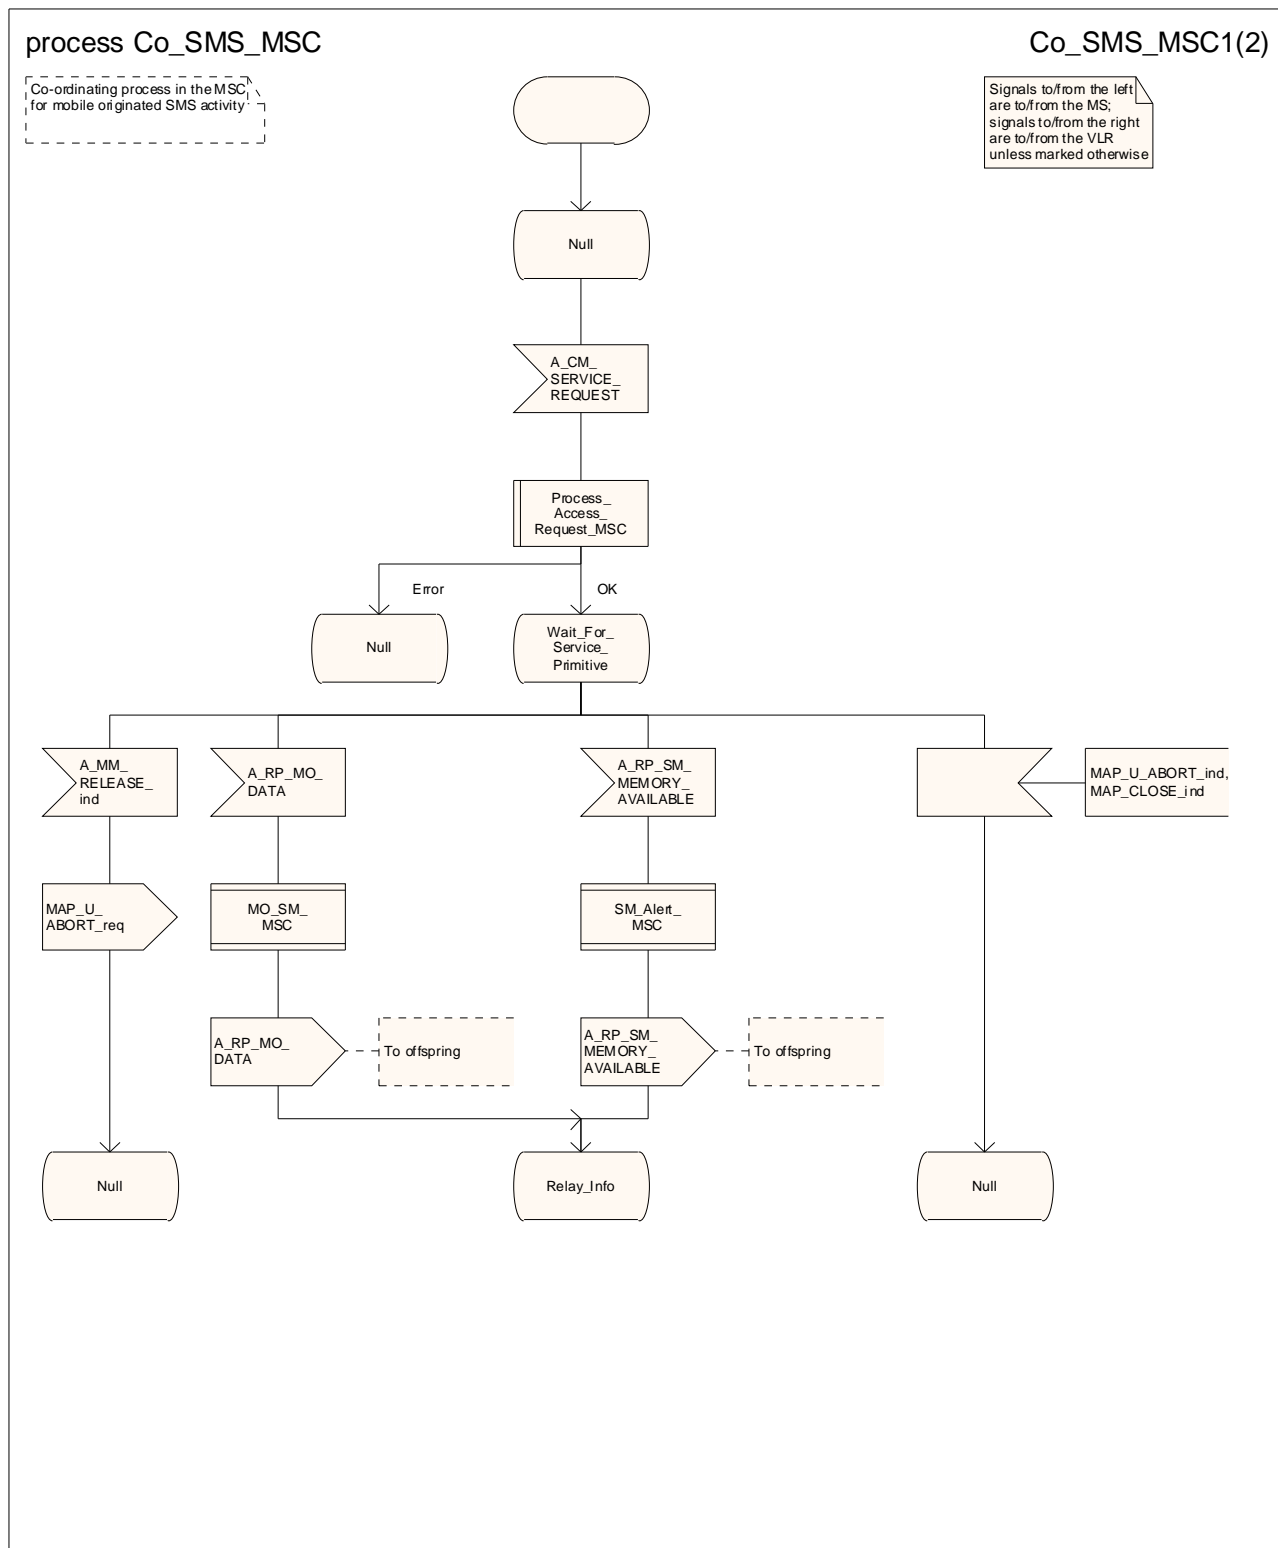 process Co_SMS_MSC
Co_SMS_MSC1(2)
Co-ordinating process in the MSC
for mobile originated SMS activity
Signals to/from the left
are to/from the MS;
signals to/from the right
are to/from the VLR
unless marked otherwise
Null
A_CM_
SERVICE_
REQUEST
Process_
Access_
Request_MSC
Error
OK
Null
Wait_For_
Service_
Primitive
A_MM_
RELEASE_
ind
A_RP_MO_
DATA
A_RP_SM_
MEMORY_
AVAILABLE
MAP_U_ABORT_ind,
MAP_CLOSE_ind
MAP_U_
ABORT_req
MO_SM_
MSC
SM_Alert_
MSC
A_RP_MO_
DATA
To offspring
A_RP_SM_
MEMORY_
AVAILABLE
To offspring
Null
Relay_Info
Null